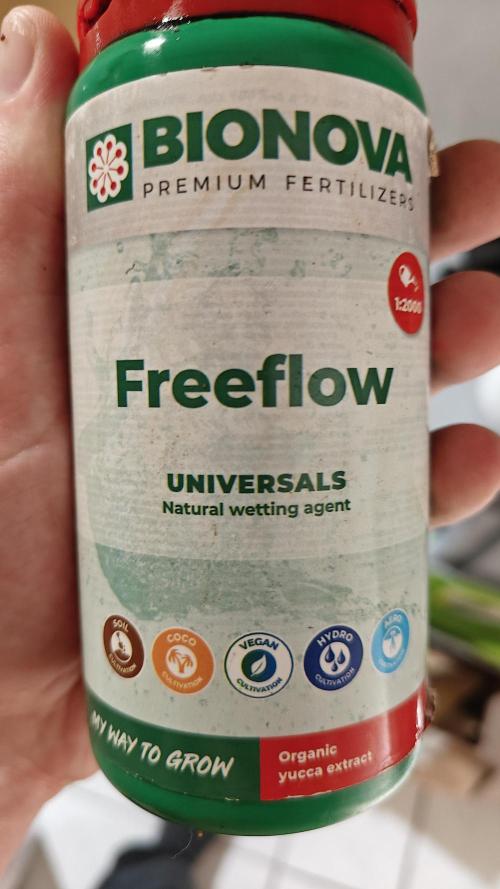 BIONOVA
PREMIUM FERTILIZERS
1:2000
Freeflow
UNIVERSALS
Natural wetting agent
SOIL
CULTIVATION
COCO
CULTIVATION
VEGAN
CULTIVATION
HYDRO
CULTIVATION
AERO
CULTIVATION
MY WAY TO GROW
Organic
yucca extract